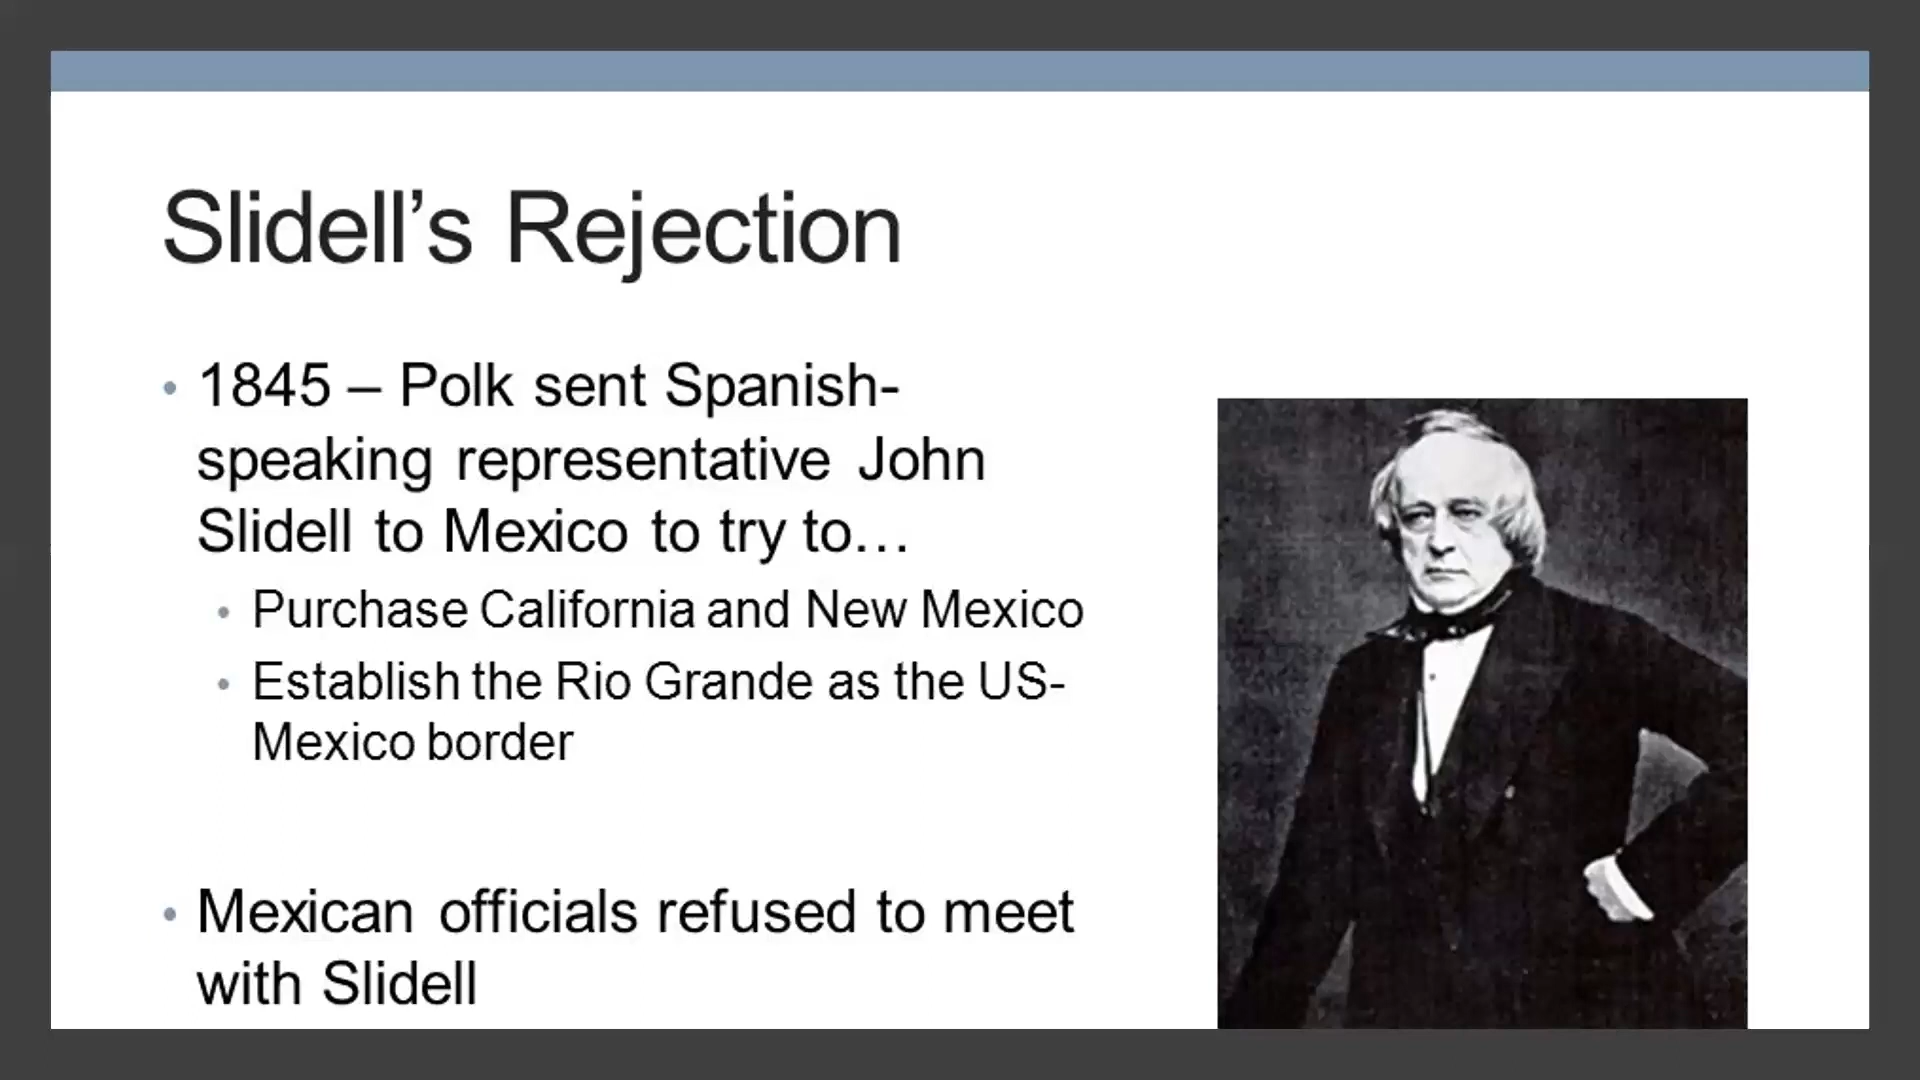 Slidell’s Rejection
• 1845 – Polk sent Spanish-
speaking representative John
Slidell to Mexico to try to…
• Purchase California and New Mexico
• Establish the Rio Grande as the US-
Mexico border
• Mexican officials refused to meet
with Slidell